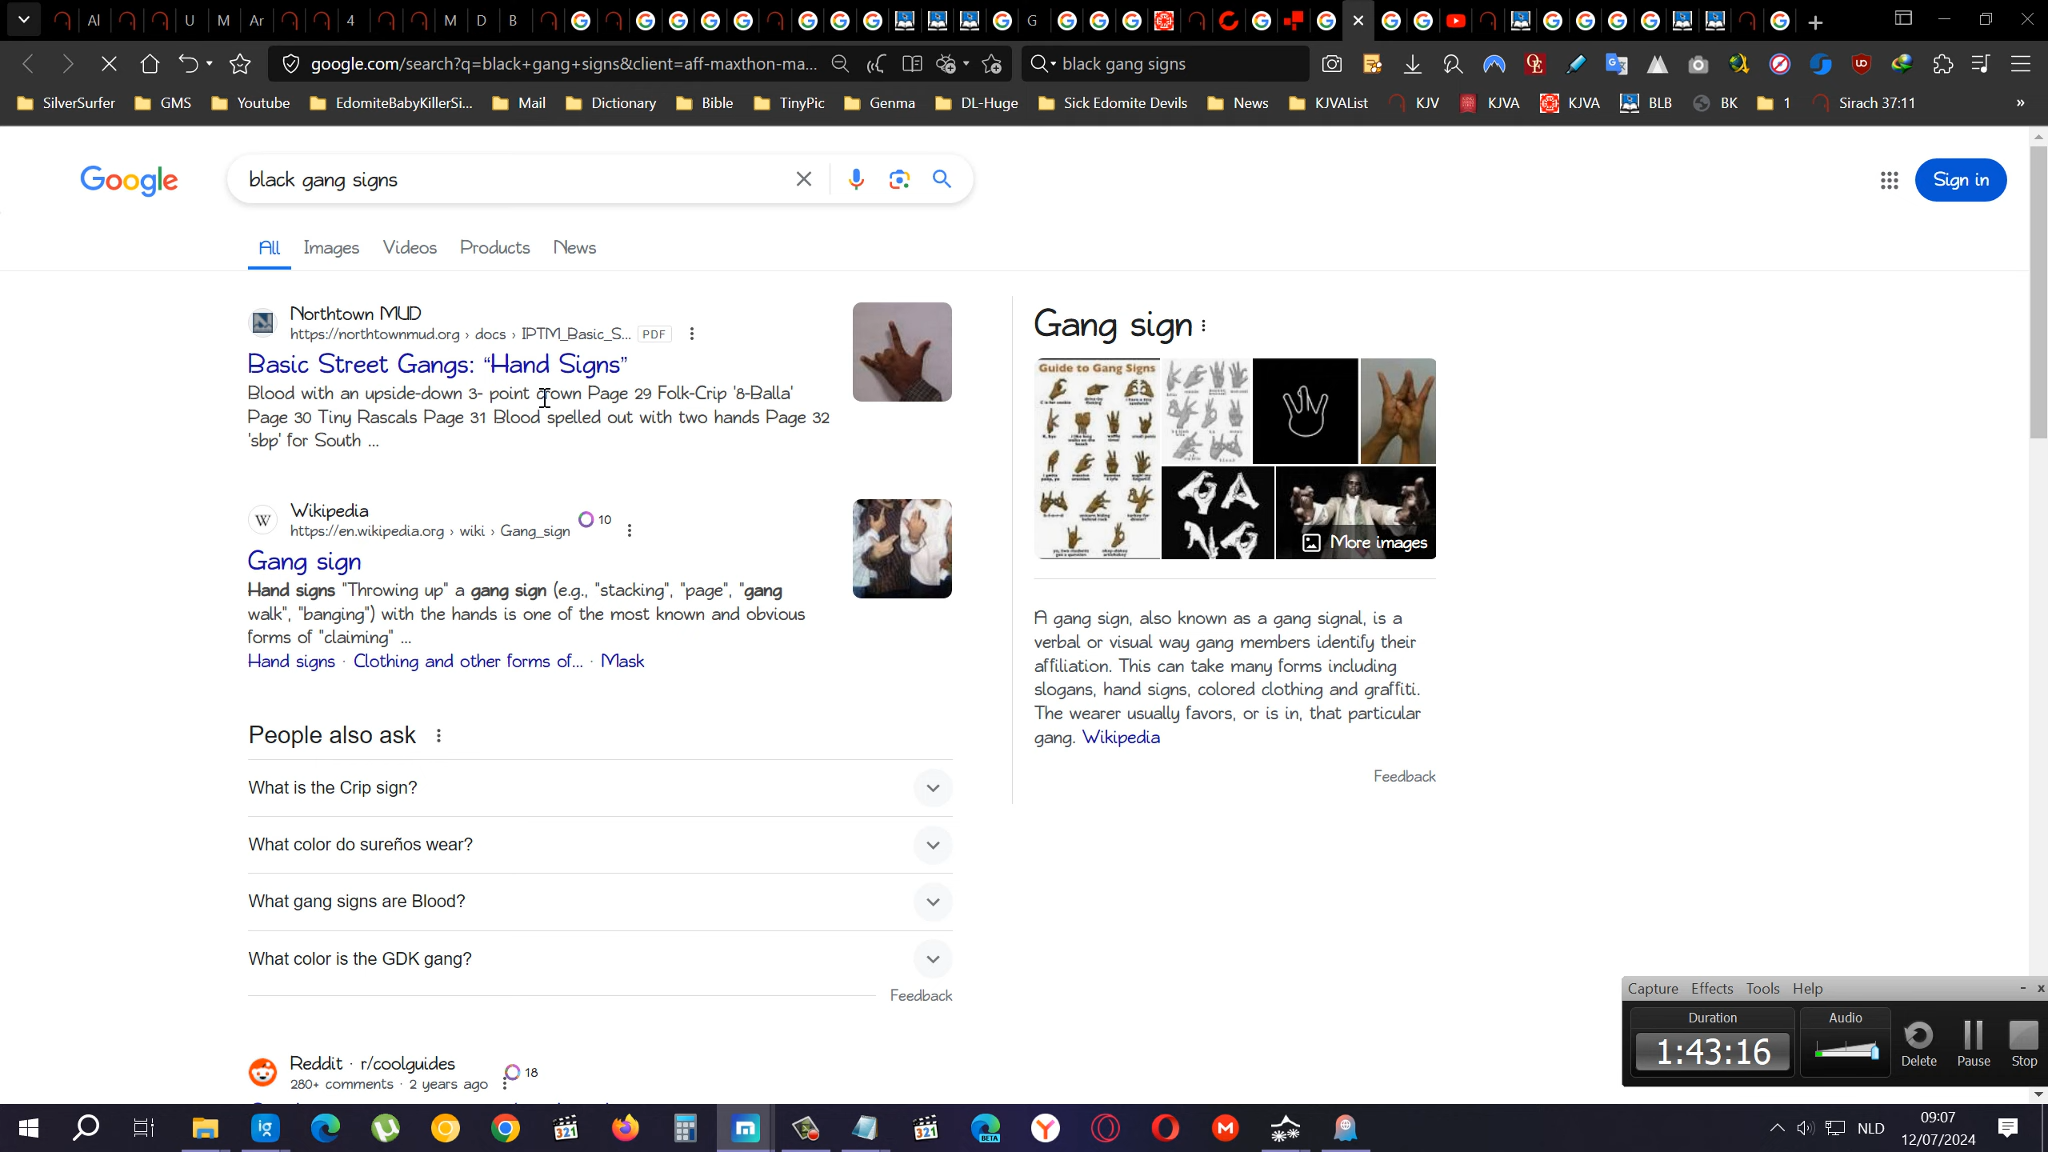 Al
U
M
Ar
4
M
D
B
G
google.com/search?q=black+gang+signs&client=aff-maxthon-ma...
black gang signs
SilverSurfer
GMS
Youtube
EdomiteBabyKillerSi...
Mail
Dictionary
Bible
TinyPic
Genma
DL-Huge
Sick Edomite Devils
News
KJVAList
KJV
KJVA
KJVA
BLB
BK
1
Sirach 37:11
»
Google
black gang signs
Sign in
All
Images
Videos
Products
News
Northtown MUD
https://northtownmud.org › docs › IPTM_Basic_S... PDF
Basic Street Gangs: “Hand Signs”
Blood with an upside-down 3- point crown Page 29 Folk-Crip '8-Balla'
Page 30 Tiny Rascals Page 31 Blood spelled out with two hands Page 32
'sbp' for South ...
Wikipedia
https://en.wikipedia.org › wiki › Gang_sign
10
Gang sign
Hand signs "Throwing up" a gang sign (e.g., "stacking", "page", "gang
walk", "banging") with the hands is one of the most known and obvious
forms of "claiming" ...
Hand signs · Clothing and other forms of... · Mask
People also ask
What is the Crip sign?
What color do sureños wear?
What gang signs are Blood?
What color is the GDK gang?
Feedback
Reddit · r/coolguides
280+ comments · 2 years ago
18
Gang sign
Guide to Gang Signs
More images
A gang sign, also known as a gang signal, is a
verbal or visual way gang members identify their
affiliation. This can take many forms including
slogans, hand signs, colored clothing and graffiti.
The wearer usually favors, or is in, that particular
gang. Wikipedia
Feedback
Capture Effects Tools Help
Duration
Audio
1:43:16
Delete
Pause
Stop
NLD
09:07
12/07/2024